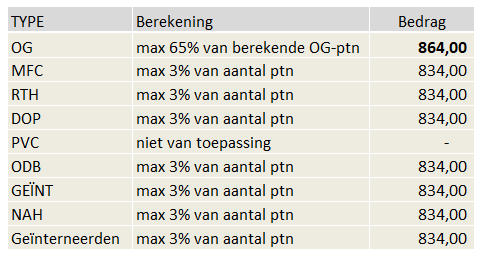 TYPE Berekening Bedrag
OG max 65% van berekende OG-ptn 864,00
MFC max 3% van aantal ptn 834,00
RTH max 3% van aantal ptn 834,00
DOP max 3% van aantal ptn 834,00
PVC niet van toepassing -
ODB max 3% van aantal ptn 834,00
GEÏNT max 3% van aantal ptn 834,00
NAH max 3% van aantal ptn 834,00
Geïnterneerden max 3% van aantal ptn 834,00